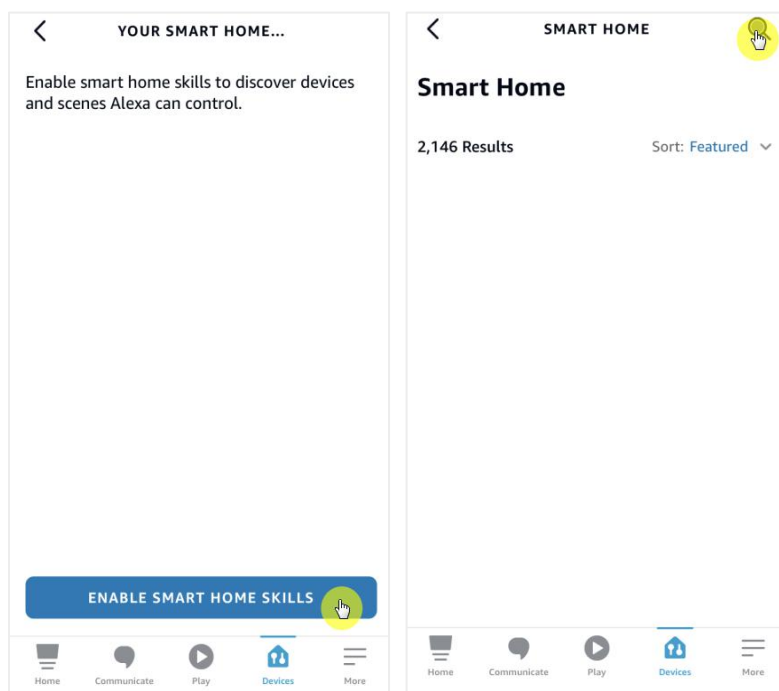 YOUR SMART HOME...
Enable smart home skills to discover devices
and scenes Alexa can control.
ENABLE SMART HOME SKILLS
Home Communicate Play Devices More
SMART HOME
Smart Home
2,146 Results Sort: Featured
Home Communicate Play Devices More